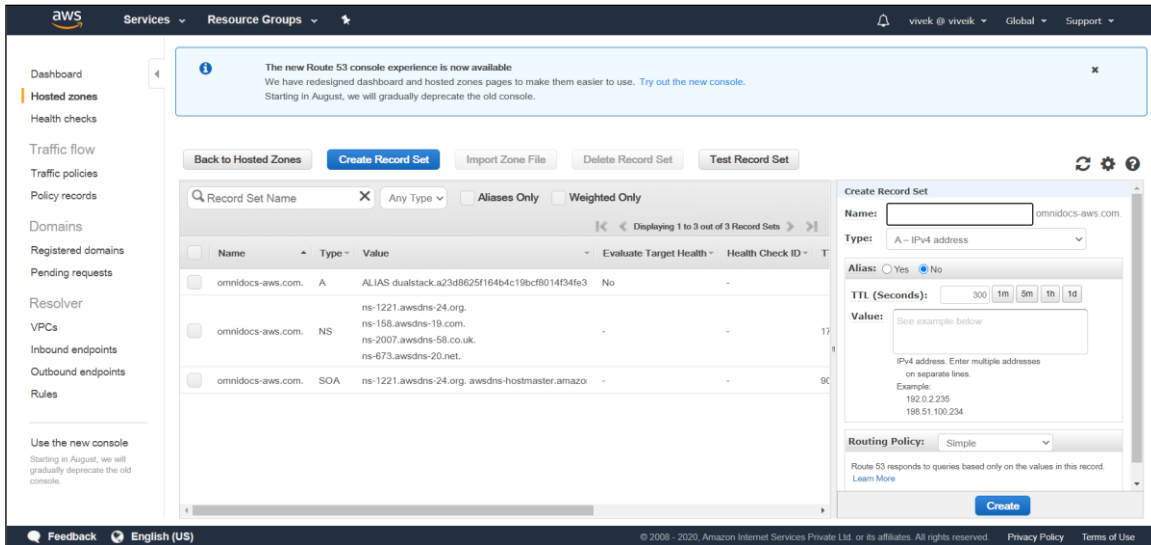 aws Services Resource Groups vivek @ viveik Global Support
The new Route 53 console experience is now available
We have redesigned dashboard and hosted zones pages to make them easier to use. Try out the new console.
Starting in August, we will gradually deprecate the old console.
Dashboard
Hosted zones
Health checks
Traffic flow
Traffic policies
Policy records
Domains
Registered domains
Pending requests
Resolver
VPCs
Inbound endpoints
Outbound endpoints
Rules
Use the new console
Starting in August, we will
gradually deprecate the old
console.
Back to Hosted Zones Create Record Set Import Zone File Delete Record Set Test Record Set
Record Set Name Any Type Aliases Only Weighted Only
Displaying 1 to 3 out of 3 Record Sets
Name Type Value Evaluate Target Health Health Check ID T
omnidocs-aws.com. A ALIAS dualstack.a23d8625f164b4c19bcf8014f34fe3 No -
ns-1221.awsdns-24.org.
ns-158.awsdns-19.com.
omnidocs-aws.com. NS - - 17
ns-2007.awsdns-58.co.uk.
ns-673.awsdns-20.net.
omnidocs-aws.com. SOA ns-1221.awsdns-24.org. awsdns-hostmaster.amazo - - 90
Create Record Set
Name: omnidocs-aws.com.
Type: A – IPv4 address
Alias: Yes No
TTL (Seconds): 300 1m 5m 1h 1d
Value: See example below
IPv4 address. Enter multiple addresses
on separate lines.
Example:
192.0.2.235
198.51.100.234
Routing Policy: Simple
Route 53 responds to queries based only on the values in this record.
Learn More
Create
Feedback English (US) © 2008 - 2020, Amazon Internet Services Private Ltd. or its affiliates. All rights reserved. Privacy Policy Terms of Use